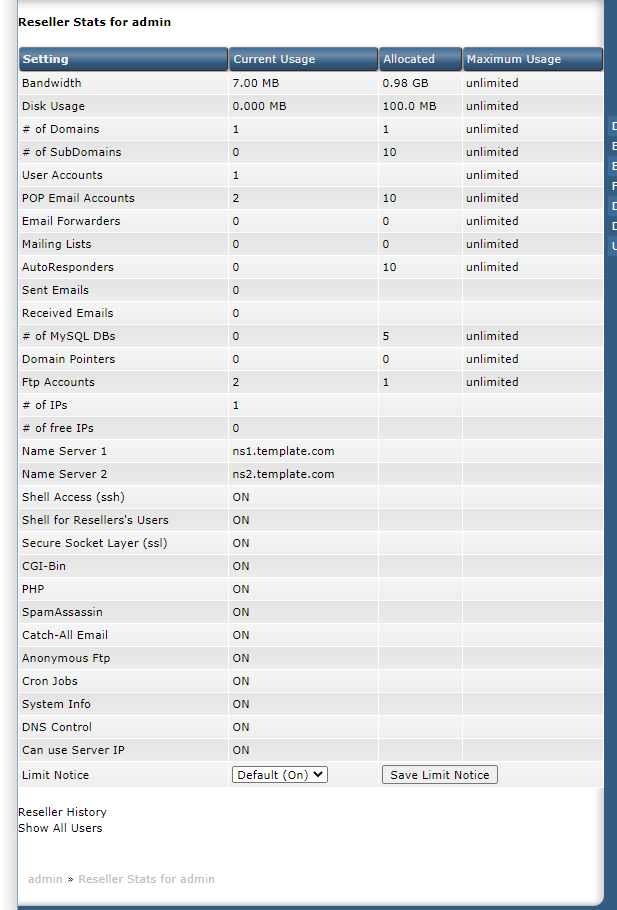 Reseller Stats for admin
Setting Current Usage Allocated Maximum Usage
Bandwidth 7.00 MB 0.98 GB unlimited
Disk Usage 0.000 MB 100.0 MB unlimited
# of Domains 1 1 unlimited
# of SubDomains 0 10 unlimited
User Accounts 1 unlimited
POP Email Accounts 2 10 unlimited
Email Forwarders 0 0 unlimited
Mailing Lists 0 0 unlimited
AutoResponders 0 10 unlimited
Sent Emails 0
Received Emails 0
# of MySQL DBs 0 5 unlimited
Domain Pointers 0 0 unlimited
Ftp Accounts 2 1 unlimited
# of IPs 1
# of free IPs 0
Name Server 1 ns1.template.com
Name Server 2 ns2.template.com
Shell Access (ssh) ON
Shell for Resellers's Users ON
Secure Socket Layer (ssl) ON
CGI-Bin ON
PHP ON
SpamAssassin ON
Catch-All Email ON
Anonymous Ftp ON
Cron Jobs ON
System Info ON
DNS Control ON
Can use Server IP ON
Limit Notice Default (On) Save Limit Notice
Reseller History
Show All Users
admin » Reseller Stats for admin